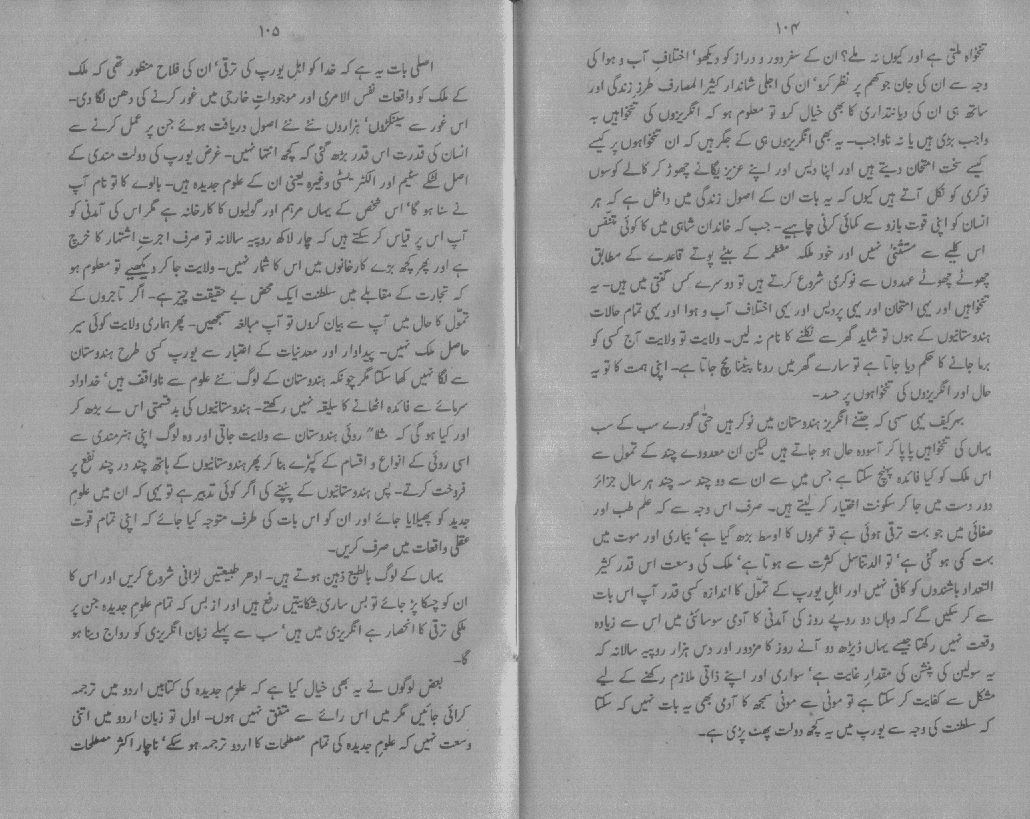 ۱۰۴
تنخواہ ملتی ہے اور کیوں نہ ملے؟ ان کے سفر دور و دراز کو دیکھو، اختلاف آب و ہوا کی
وجہ سے ان کی جان جوکھم پر نظر کرو، ان کی اجلی شاندار کثیر المصارف طرز زندگی اور
ساتھ ہی ان کی دیانتداری کا بھی خیال کرو تو معلوم ہو کہ انگریزوں کی تنخواہیں بہ
واجب بڑی ہیں یا نہ ناواجب۔ یہ بھی انگریزوں ہی کے جگر ہیں کہ ان تنخواہوں پر کیسے
کیسے سخت امتحان دیتے ہیں اور اپنا دیس اور اپنے عزیز یگانے چھوڑ کر کالے کوسوں
نوکری کو نکل آتے ہیں کیوں کہ یہ بات ان کے اصول زندگی میں داخل ہے کہ ہر
انسان کو اپنی قوت بازو سے کمائی کرنی چاہیے۔ جب کہ خاندان شاہی میں کا کوئی متنفس
اس کلیے سے مستثنیٰ نہیں اور خود ملکہ معظمہ کے بیٹے پوتے قاعدے کے مطابق
چھوٹے چھوٹے عہدوں سے نوکری شروع کرتے ہیں تو دوسرے کس گنتی میں ہیں۔ یہ
تنخواہیں اور یہی امتحان اور یہی پردیس اور یہی اختلاف آب و ہوا اور یہی تمام حالات
ہندوستانیوں کے ہوں تو شاید گھر سے نکلنے کا نام نہ لیں۔ ولایت تو ولایت آج کسی کو
برما جانے کا حکم دیا جاتا ہے تو سارے گھر میں رونا پیٹنا مچ جاتا ہے۔ اپنی ہمت کا تو یہ
حال اور انگریزوں کی تنخواہوں پر حسد۔
بہرکیف یہی سہی کہ جتنے انگریز ہندوستان میں نوکر ہیں حتیٰ گورے سب کے سب
یہاں کی تنخواہیں پا پا کر آسودہ حال ہو جاتے ہیں لیکن ان معدودے چند کے تمول سے
اس ملک کو کیا فائدہ پہنچ سکتا ہے جس میں سے ان سے دو چند سہ چند ہر سال جزائر
دور دست میں جا کر سکونت اختیار کر لیتے ہیں۔ صرف اس وجہ سے کہ علم طب اور
صفائی میں جو بہت ترقی ہوئی ہے تو عمروں کا اوسط بڑھ گیا ہے، بیماری اور موت میں
بہت کمی ہو گئی ہے، تو الدتناسل کثرت سے ہوتا ہے، ملک کی وسعت اس قدر کثیر
التعداد باشندوں کو کافی نہیں اور اہل یورپ کے تموّل کا اندازہ کسی قدر آپ اس بات
سے کر سکیں گے کہ وہاں دو روپے روز کی آمدنی کا آدمی سوسائٹی میں اس سے زیادہ
وقعت نہیں رکھتا جیسے یہاں ڈیڑھ دو آنے روز کا مزدور اور دس ہزار روپیہ سالانہ کہ
یہ سولین کی پنشن کی مقدار غایت ہے، سواری اور اپنے ذاتی ملازم رکھنے کے لیے
مشکل سے کفایت کر سکتا ہے تو موٹی ہے موٹی سمجھ کا آدمی بھی یہ بات نہیں کہہ سکتا
کہ سلطنت کی وجہ سے یورپ میں یہ کچھ دولت پھٹ پڑی ہے۔
۱۰۵
اصلی بات یہ ہے کہ خدا کو اہل یورپ کی ترقی، ان کی فلاح منظور تھی کہ ملک
کے ملک کو واقعات نفس الامری اور موجوداتِ خارجی میں غور کرنے کی دھن لگا دی۔
اس غور سے سینکڑوں، ہزاروں نئے نئے اصول دریافت ہوئے جن پر عمل کرنے سے
انسان کی قدرت اس قدر بڑھ گئی کہ کچھ انتہا نہیں۔ غرض یورپ کی دولت مندی کے
اصل لٹکے سٹیم اور الکٹریسٹی وغیرہ یعنی ان کے علوم جدیدہ ہیں۔ ہالوے کا تو نام آپ
نے سنا ہو گا، اس شخص کے یہاں مرہم اور گولیوں کا کارخانہ ہے مگر اس کی آمدنی کو
آپ اس پر قیاس کر سکتے ہیں کہ چار لاکھ روپیہ سالانہ تو صرف اجرتِ اشتہار کا خرچ
ہے اور پھر کچھ بڑے کارخانوں میں اس کا شمار نہیں۔ ولایت جا کر دیکھیے تو معلوم ہو
کہ تجارت کے مقابلے میں سلطنت ایک محض بے حقیقت چیز ہے۔ اگر تاجروں کے
تموّل کا حال میں آپ سے بیان کروں تو آپ مبالغہ سمجھیں۔ پھر ہماری ولایت کوئی سیر
حاصل ملک نہیں۔ پیداوار اور معدنیات کے اعتبار سے یورپ کسی طرح ہندوستان
سے لگا نہیں کھا سکتا مگر چونکہ ہندوستان کے لوگ نئے علوم سے ناواقف ہیں، خداداد
سرمائے سے فائدہ اٹھانے کا سلیقہ نہیں رکھتے۔ ہندوستانیوں کی بدقسمتی اس ے بڑھ کر
اور کیا ہو گی کہ مثلا" روئی ہندوستان سے ولایت جاتی اور وہ لوگ اپنی ہنرمندی سے
اسی روئی کے انواع و اقسام کے کپڑے بنا کر پھر ہندوستانیوں کے ہاتھ چند در چند نفع پر
فروخت کرتے۔ پس ہندوستانیوں کے پنپنے کی اگر کوئی تدبیر ہے تو یہی کہ ان میں علومِ
جدید کو پھیلایا جائے اور ان کو اس بات کی طرف متوجہ کیا جائے کہ اپنی تمام قوت
عقلی واقعات میں صرف کریں۔
یہاں کے لوگ بالطبع ذہین ہوتے ہیں۔ ادھر طبیعتیں لڑانی شروع کریں اور اس کا
ان کو چسکا پڑ جائے تو بس ساری شکایتیں رفع ہیں اور از بس کہ تمام علوم جدیدہ جن پر
ملکی ترقی کا انحصار ہے انگریزی میں ہیں، سب سے پہلے زبان انگریزی کو رواج دینا ہو
گا۔
بعض لوگوں نے یہ بھی خیال کیا ہے کہ علومِ جدیدہ کی کتابیں اردو میں ترجمہ
کرائی جائیں مگر میں اس رائے سے متفق نہیں ہوں۔ اول تو زبان اردو میں اتنی
وسعت نہیں کہ علومِ جدیدہ کی تمام مصطلحات کا اردو ترجمہ ہو سکے، ناچار اکثر مصطلحات